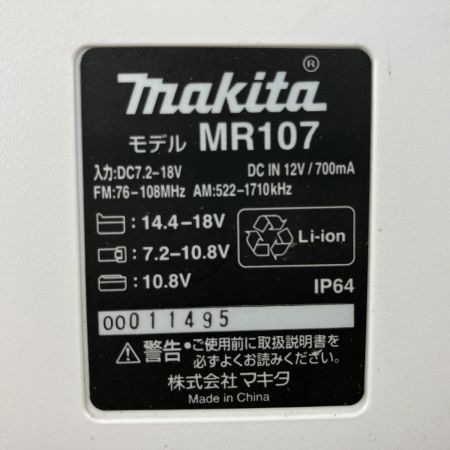 makita®
モデル MR107
入力:DC7.2-18V DC IN 12V / 700mA
FM:76-108MHz AM:522-1710kHz
:14.4-18V
:7.2-10.8V
:10.8V
Li-ion
IP64
00011495
警告 •ご使用前に取扱説明書を
必ずよくお読みください。
株式会社 マキタ
Made in China